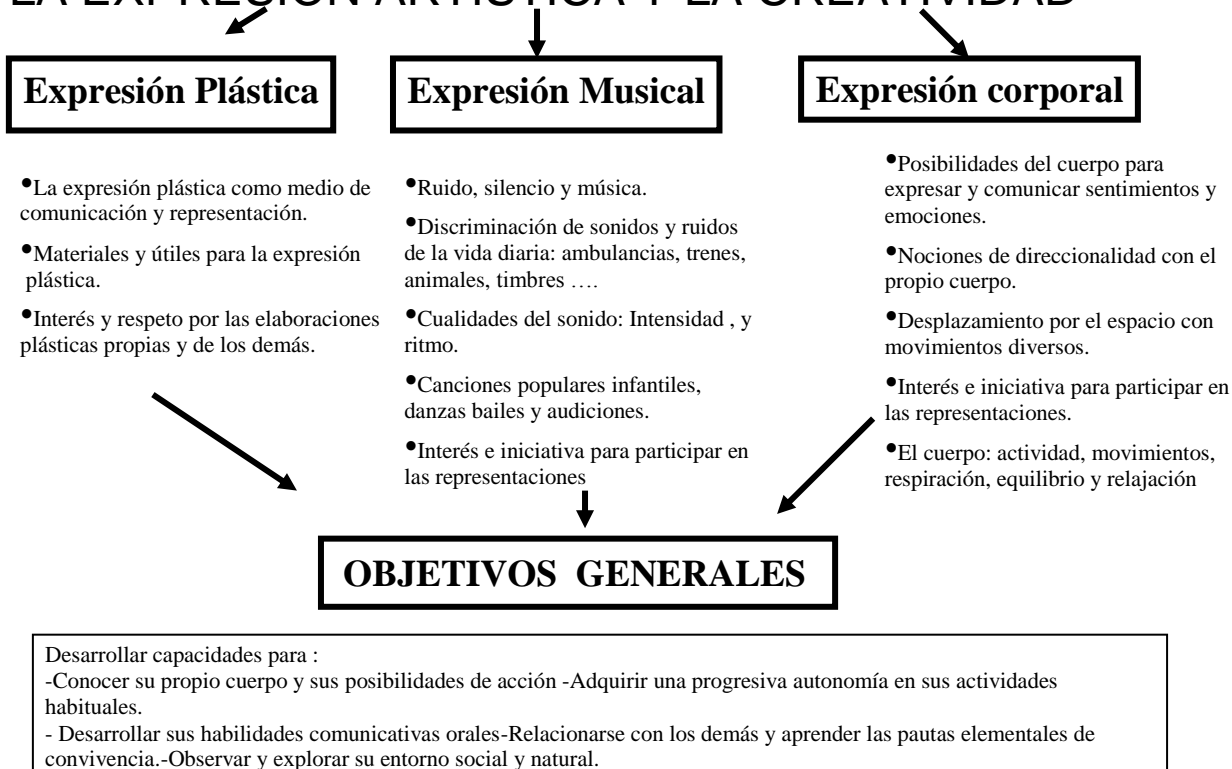 LA EXPRESIÓN ARTÍSTICA Y LA CREATIVIDAD
Expresión Plástica
•La expresión plástica como medio de
comunicación y representación.
•Materiales y útiles para la expresión
plástica.
•Interés y respeto por las elaboraciones
plásticas propias y de los demás.
Expresión Musical
•Ruido, silencio y música.
•Discriminación de sonidos y ruidos
de la vida diaria: ambulancias, trenes,
animales, timbres ….
•Cualidades del sonido: Intensidad , y
ritmo.
•Canciones populares infantiles,
danzas bailes y audiciones.
•Interés e iniciativa para participar en
las representaciones
Expresión corporal
•Posibilidades del cuerpo para
expresar y comunicar sentimientos y
emociones.
•Nociones de direccionalidad con el
propio cuerpo.
•Desplazamiento por el espacio con
movimientos diversos.
•Interés e iniciativa para participar en
las representaciones.
•El cuerpo: actividad, movimientos,
respiración, equilibrio y relajación
OBJETIVOS GENERALES
Desarrollar capacidades para :
-Conocer su propio cuerpo y sus posibilidades de acción -Adquirir una progresiva autonomía en sus actividades
habituales.
- Desarrollar sus habilidades comunicativas orales-Relacionarse con los demás y aprender las pautas elementales de
convivencia.-Observar y explorar su entorno social y natural.